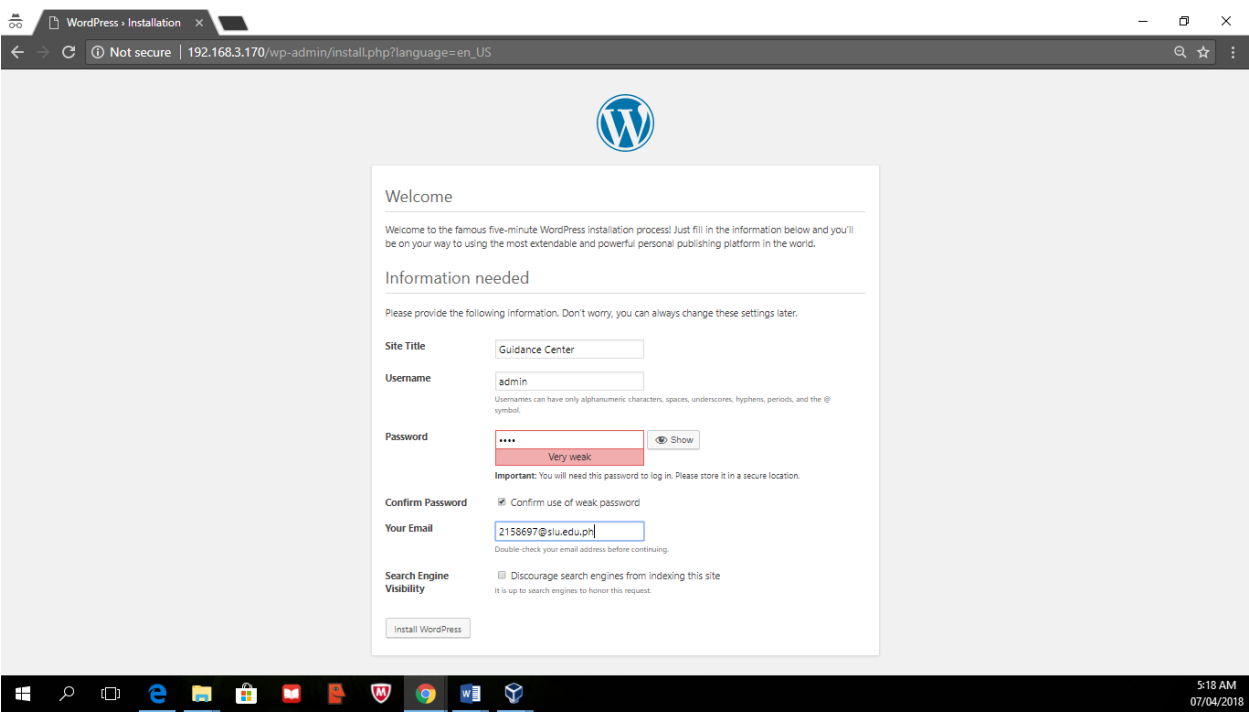 WordPress › Installation
Not secure | 192.168.3.170/wp-admin/install.php?language=en_US
Welcome
Welcome to the famous five-minute WordPress installation process! Just fill in the information below and you'll
be on your way to using the most extendable and powerful personal publishing platform in the world.
Information needed
Please provide the following information. Don't worry, you can always change these settings later.
Site Title Guidance Center
Username admin
Usernames can have only alphanumeric characters, spaces, underscores, hyphens, periods, and the @
symbol.
Password •••• Show
Very weak
Important: You will need this password to log in. Please store it in a secure location.
Confirm Password Confirm use of weak password
Your Email 2158697@slu.edu.ph
Double-check your email address before continuing.
Search Engine Discourage search engines from indexing this site
Visibility It is up to search engines to honor this request.
Install WordPress
5:18 AM
07/04/2018